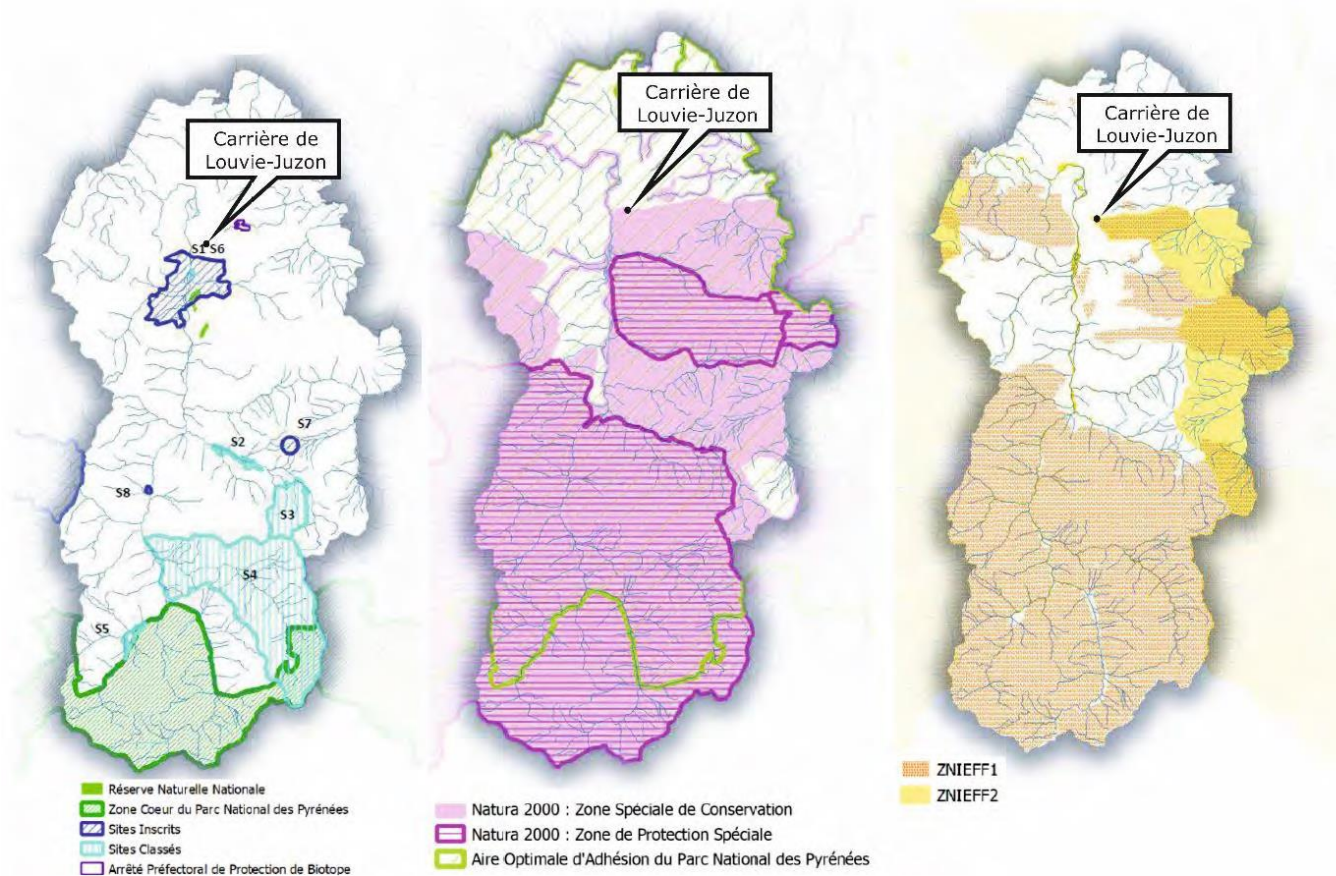 Carrière de
Louvie-Juzon
S1 S6
S7
S2
S8
S3
S4
S5
Réserve Naturelle Nationale
Zone Coeur du Parc National des Pyrénées
Sites Inscrits
Sites Classés
Arrêté Préfectoral de Protection de Biotope
Carrière de
Louvie-Juzon
Natura 2000 : Zone Spéciale de Conservation
Natura 2000 : Zone de Protection Spéciale
Aire Optimale d'Adhésion du Parc National des Pyrénées
Carrière de
Louvie-Juzon
ZNIEFF1
ZNIEFF2